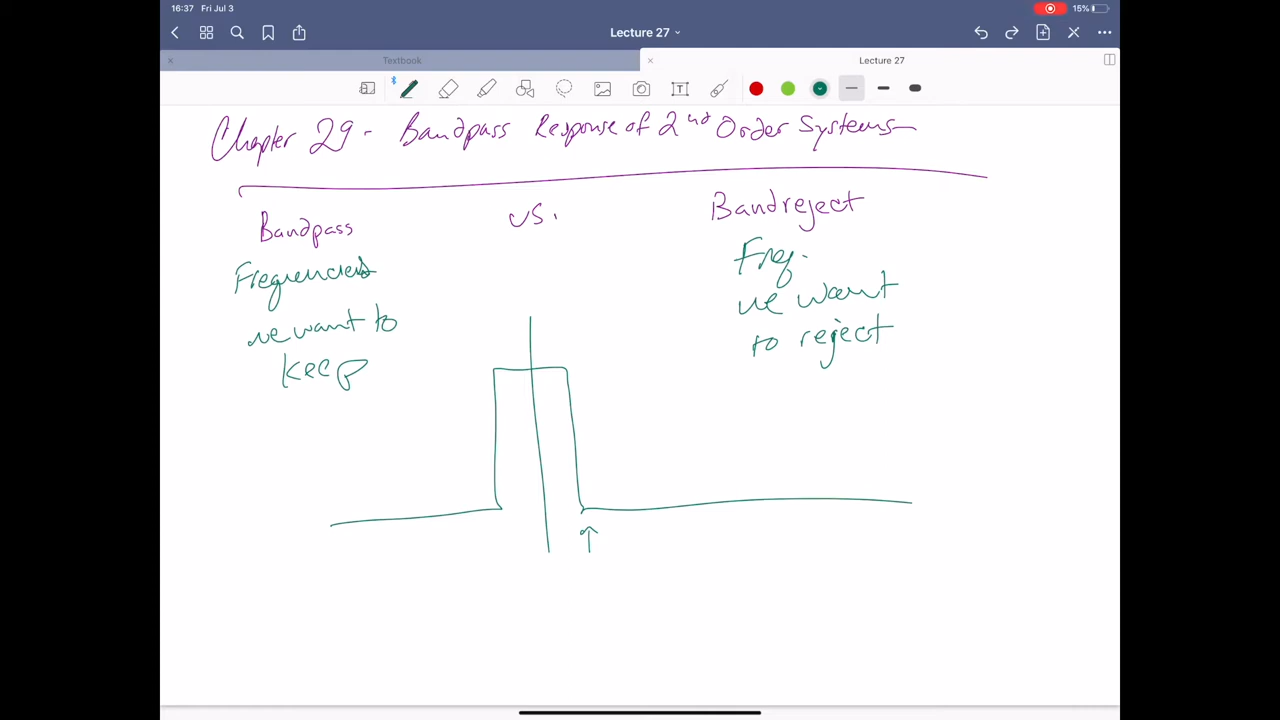 16:37 Fri Jul 3
15%
Lecture 27
Textbook
Lecture 27
T
Chapter 29 - Bandpass Response of 2nd Order Systems
Bandpass vs. Bandreject
Frequencies
we want to
keep
Freq.
we want
to reject